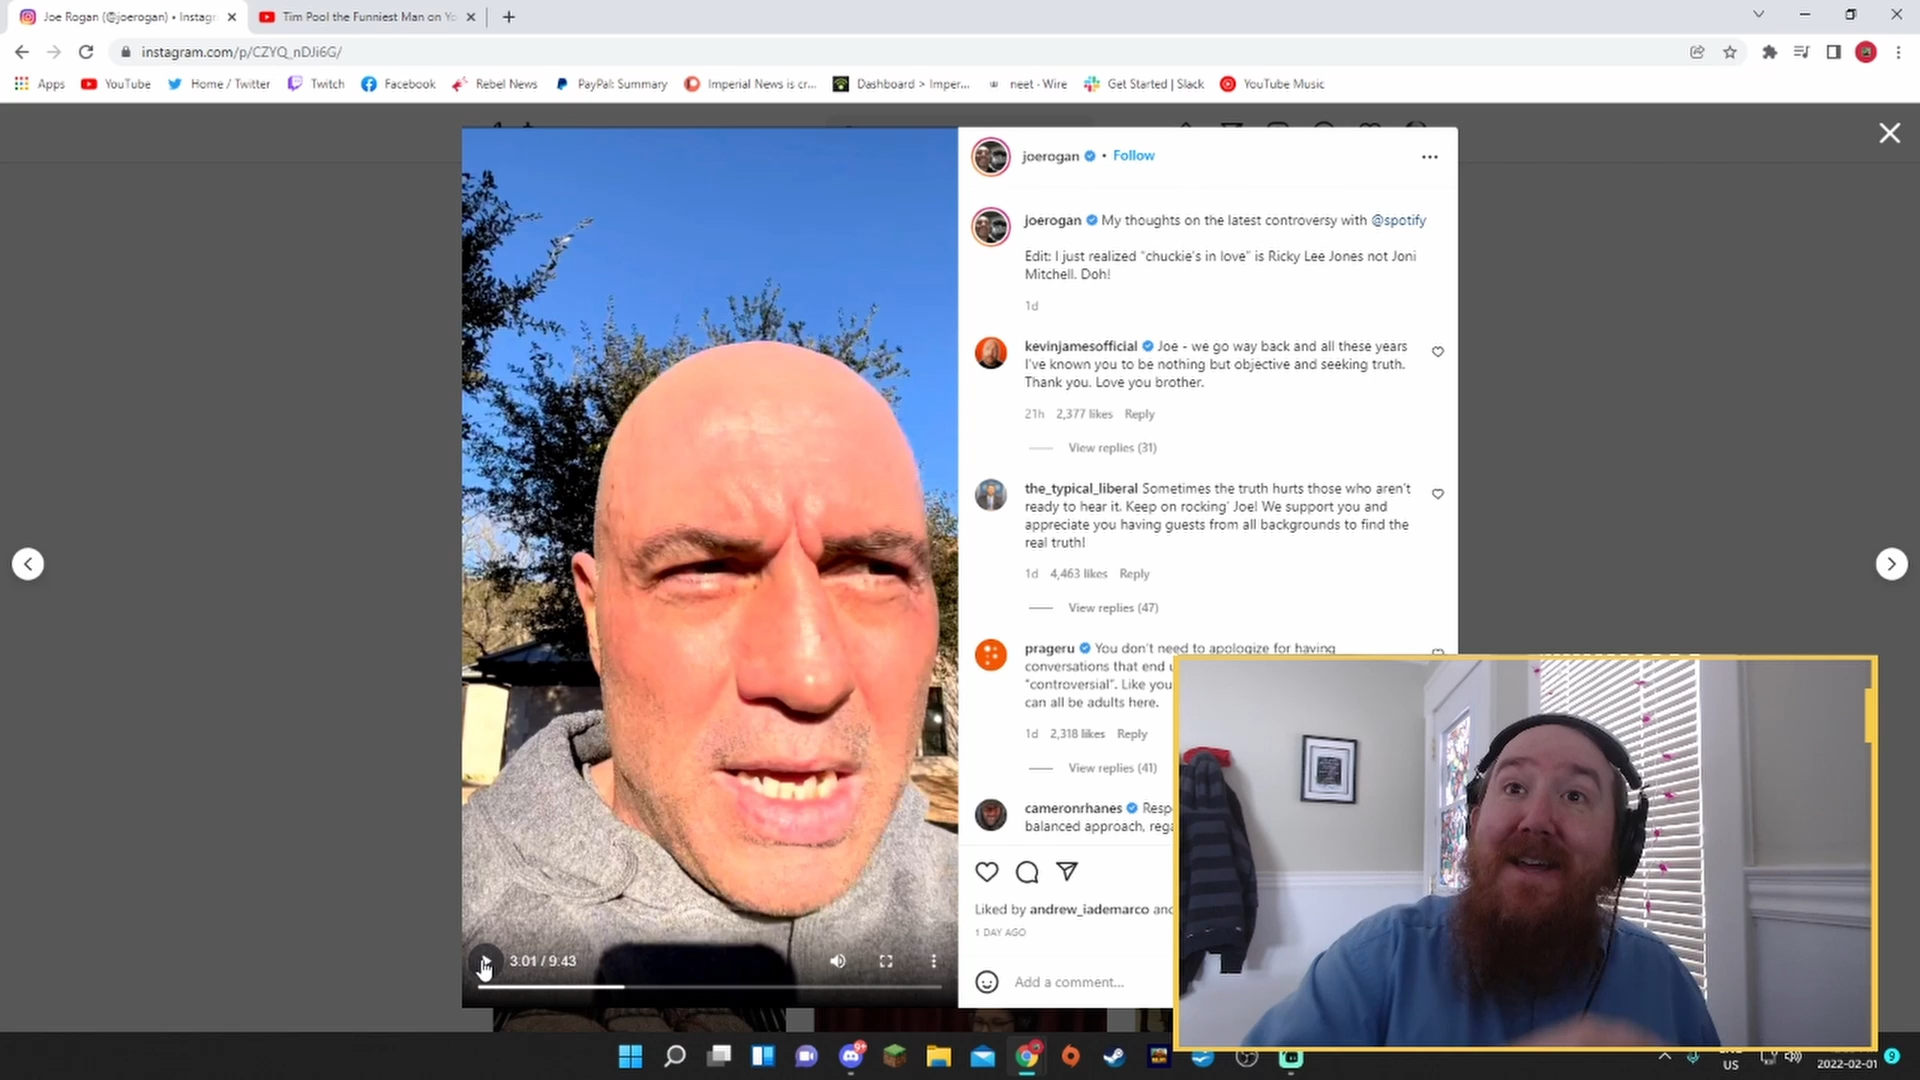 Joe Rogan (@joerogan) • Instagr
Tim Pool the Funniest Man on Yo
instagram.com/p/CZYQ_nDJi6G/
Apps
YouTube
Home / Twitter
Twitch
Facebook
Rebel News
PayPal: Summary
Imperial News is cr...
Dashboard > Imper...
neet - Wire
Get Started | Slack
YouTube Music
joerogan • Follow
joerogan My thoughts on the latest controversy with @spotify
Edit: I just realized "chuckie's in love" is Ricky Lee Jones not Joni
Mitchell. Doh!
1d
kevinjamesofficial Joe - we go way back and all these years
I've known you to be nothing but objective and seeking truth.
Thank you. Love you brother.
21h 2,377 likes Reply
View replies (31)
the_typical_liberal Sometimes the truth hurts those who aren't
ready to hear it. Keep on rocking' Joe! We support you and
appreciate you having guests from all backgrounds to find the
real truth!
1d 4,463 likes Reply
View replies (47)
prageru You don't need to apologize for having
conversations that end u
"controversial". Like you
can all be adults here.
1d 2,318 likes Reply
View replies (41)
cameronrhanes Resp
balanced approach, rega
Liked by andrew_iademarco and
1 DAY AGO
Add a comment...
3:01 / 9:43
9+
US
2022-02-01
9